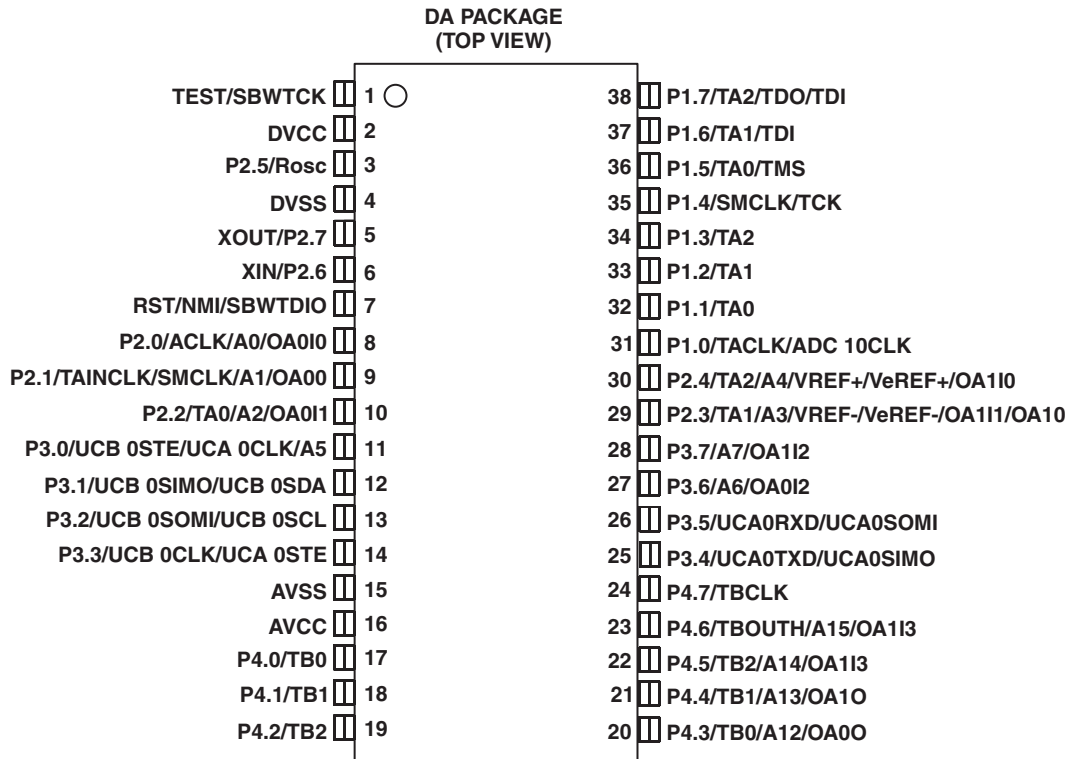 DA PACKAGE
(TOP VIEW)
TEST/SBWTCK 1 38 P1.7/TA2/TDO/TDI
DVCC 2 37 P1.6/TA1/TDI
P2.5/Rosc 3 36 P1.5/TA0/TMS
DVSS 4 35 P1.4/SMCLK/TCK
XOUT/P2.7 5 34 P1.3/TA2
XIN/P2.6 6 33 P1.2/TA1
RST/NMI/SBWTDIO 7 32 P1.1/TA0
P2.0/ACLK/A0/OA0I0 8 31 P1.0/TACLK/ADC 10CLK
P2.1/TAINCLK/SMCLK/A1/OA00 9 30 P2.4/TA2/A4/VREF+/VeREF+/OA1I0
P2.2/TA0/A2/OA0I1 10 29 P2.3/TA1/A3/VREF-/VeREF-/OA1I1/OA10
P3.0/UCB 0STE/UCA 0CLK/A5 11 28 P3.7/A7/OA1I2
P3.1/UCB 0SIMO/UCB 0SDA 12 27 P3.6/A6/OA0I2
P3.2/UCB 0SOMI/UCB 0SCL 13 26 P3.5/UCA0RXD/UCA0SOMI
P3.3/UCB 0CLK/UCA 0STE 14 25 P3.4/UCA0TXD/UCA0SIMO
AVSS 15 24 P4.7/TBCLK
AVCC 16 23 P4.6/TBOUTH/A15/OA1I3
P4.0/TB0 17 22 P4.5/TB2/A14/OA1I3
P4.1/TB1 18 21 P4.4/TB1/A13/OA1O
P4.2/TB2 19 20 P4.3/TB0/A12/OA0O